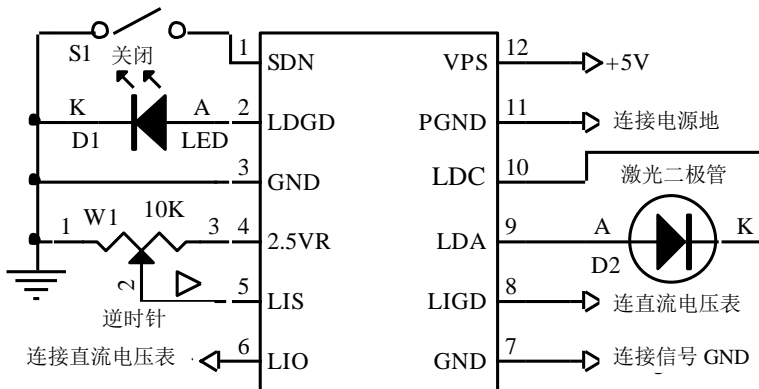 S1 关闭 1 SDN VPS 12 +5V
K A 2 LDGD PGND 11 连接电源地
D1 LED
3 GND LDC 10 激光二极管
1 W1 10K 3 4 2.5VR LDA 9 A K
D2
2 5 LIS LIGD 8 连直流电压表
逆时针
连接直流电压表 6 LIO GND 7 连接信号 GND